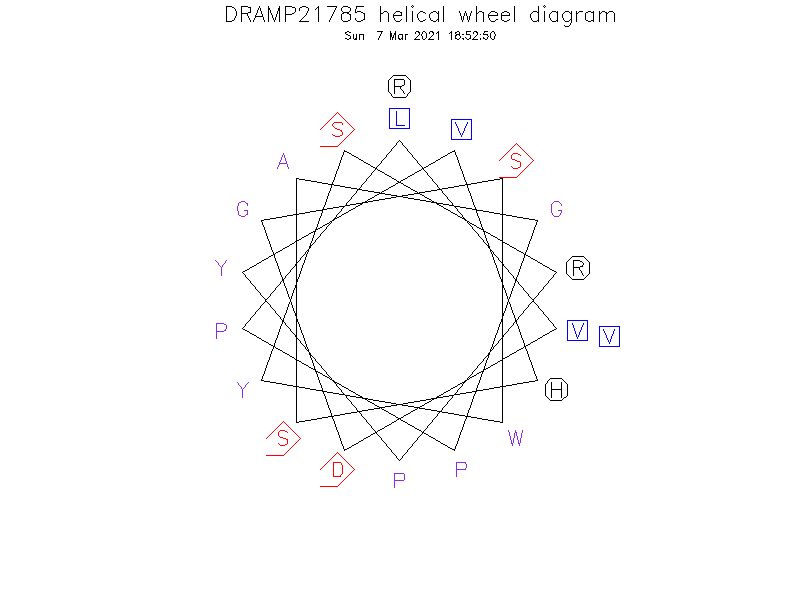 DRAMP21785 helical wheel diagram
Sun 7 Mar 2021 18:52:50
R
S L V
A S
G G
Y R
P V V
Y H
S W
D P P